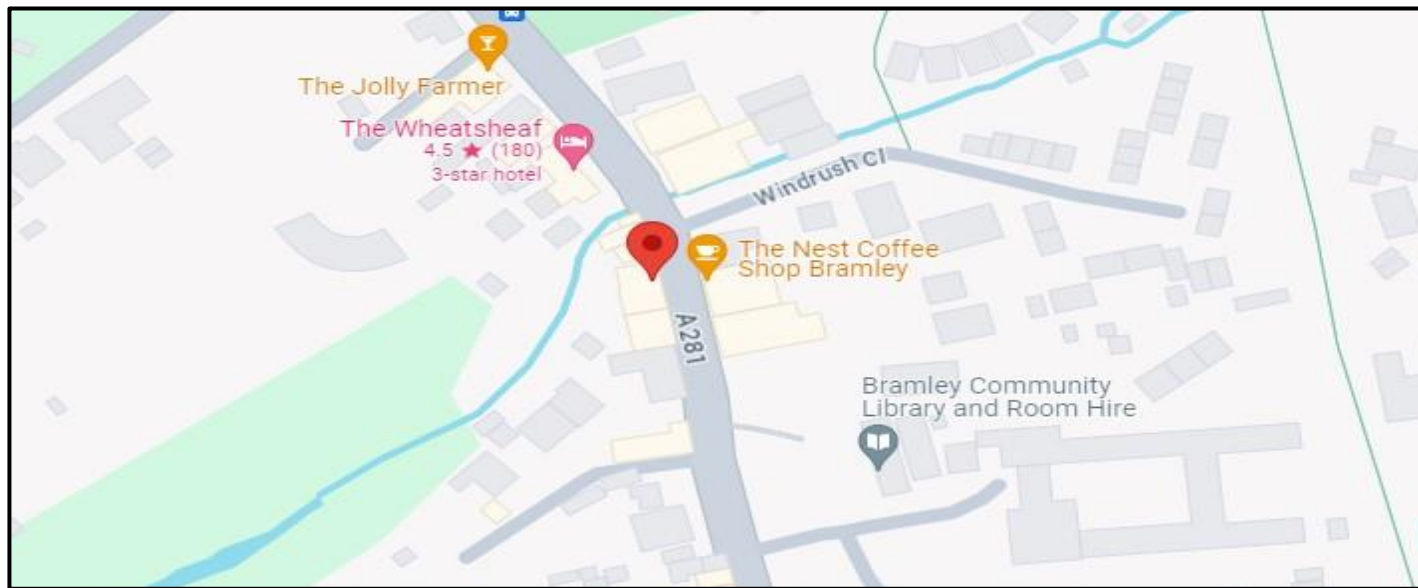 The Jolly Farmer
The Wheatsheaf
4.5 ★ (180)
3-star hotel
Windrush Cl
The Nest Coffee
Shop Bramley
A281
Bramley Community
Library and Room Hire